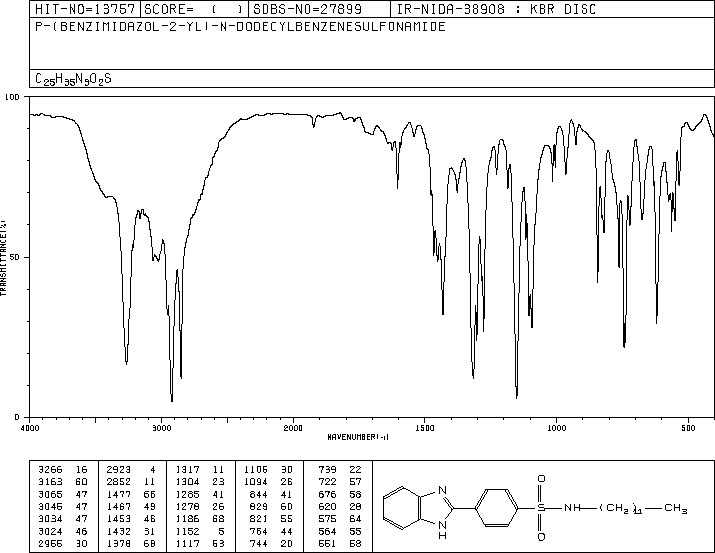 HIT-NO=13757 SCORE= ( ) SDBS-NO=27899 IR-NIDA-38908 : KBR DISC
P-(BENZIMIDAZOL-2-YL)-N-DODECYLBENZENESULFONAMIDE
C25H35N3O2S
100
50
0
TRANSMITTANCE(%)
4000 3000 2000 1500 1000 500
WAVENUMBER(-1)
3266 16 2923 4 1317 11 1106 30 739 22
3163 60 2852 11 1304 23 1094 26 722 57
3065 47 1477 66 1285 41 844 41 676 58
3045 47 1467 49 1278 26 829 60 620 28
3034 47 1453 46 1186 68 821 55 575 64
3024 46 1432 31 1152 5 764 44 564 55
2955 30 1378 68 1117 53 744 20 551 58
O
N
S NH (CH2)11 CH3
N
H
O